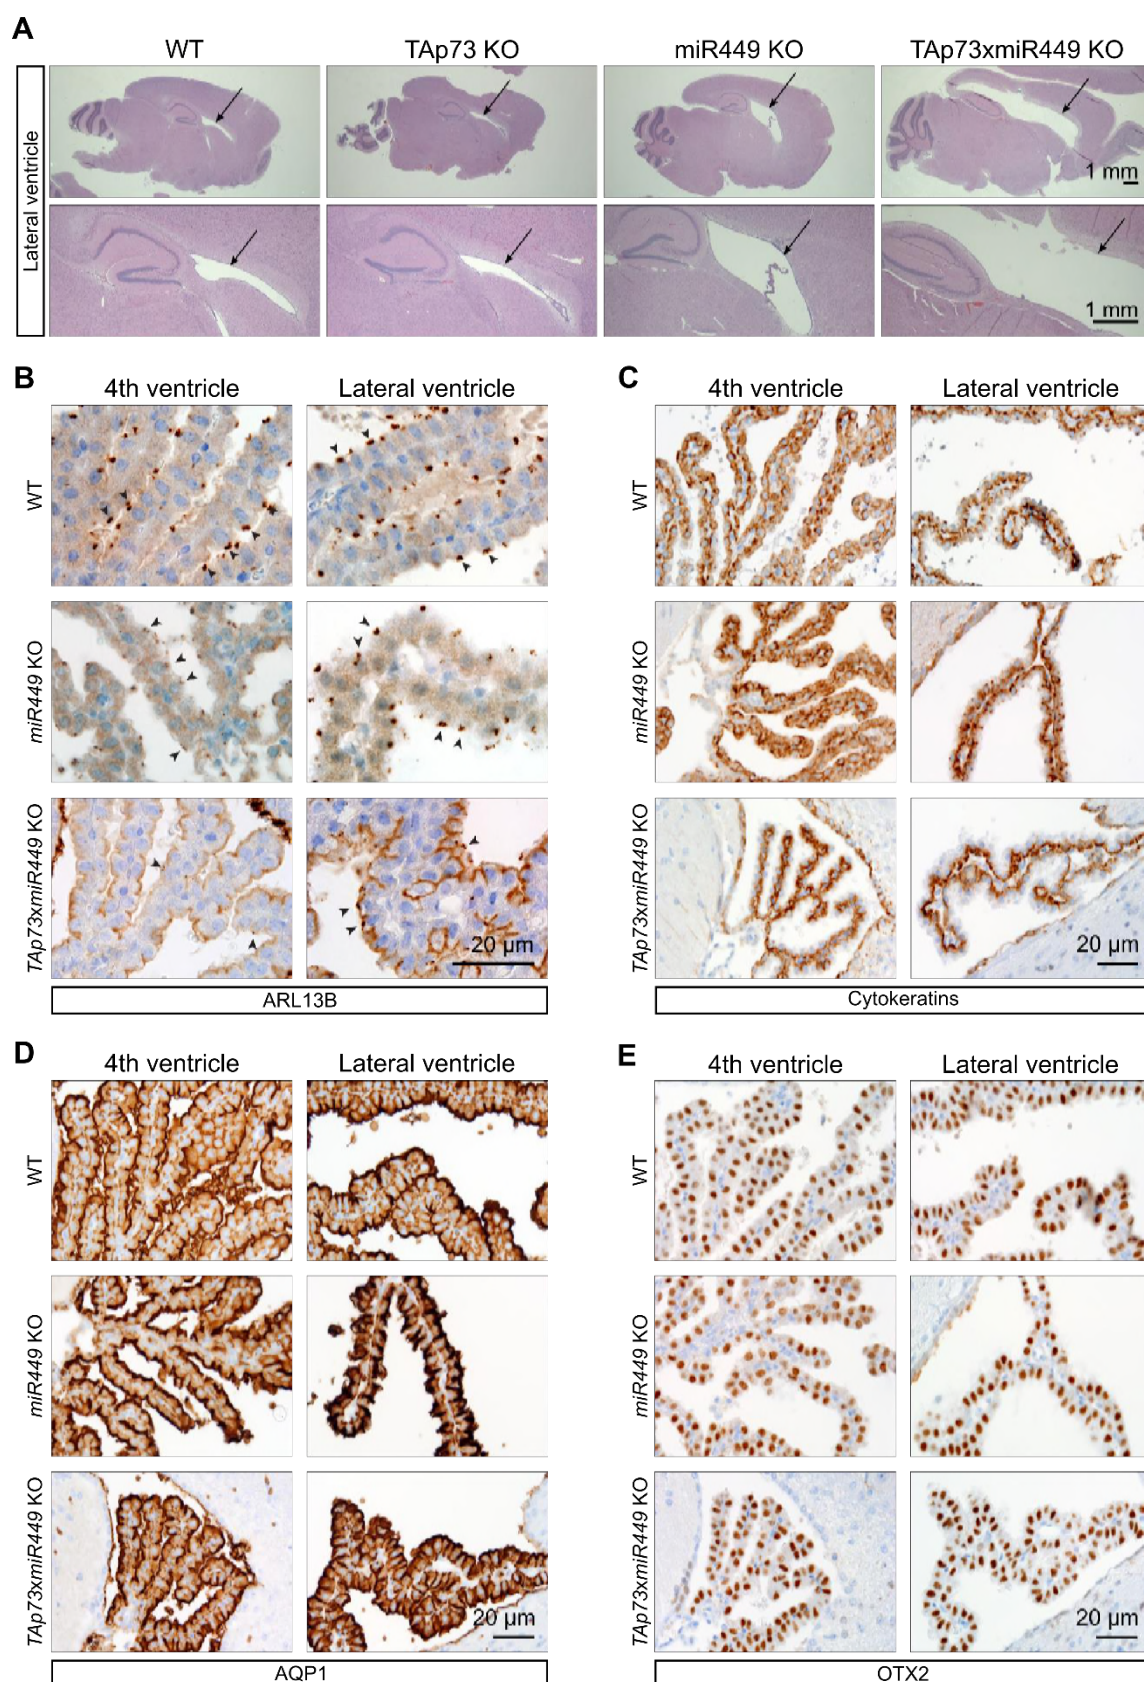 A
WT
TAp73 KO
miR449 KO
TAp73xmiR449 KO
Lateral ventricle
1 mm
1 mm
B
4th ventricle
Lateral ventricle
WT
miR449 KO
TAp73xmiR449 KO
20 µm
ARL13B
C
4th ventricle
Lateral ventricle
WT
miR449 KO
TAp73xmiR449 KO
20 µm
Cytokeratins
D
4th ventricle
Lateral ventricle
WT
miR449 KO
TAp73xmiR449 KO
20 µm
AQP1
E
4th ventricle
Lateral ventricle
WT
miR449 KO
TAp73xmiR449 KO
20 µm
OTX2